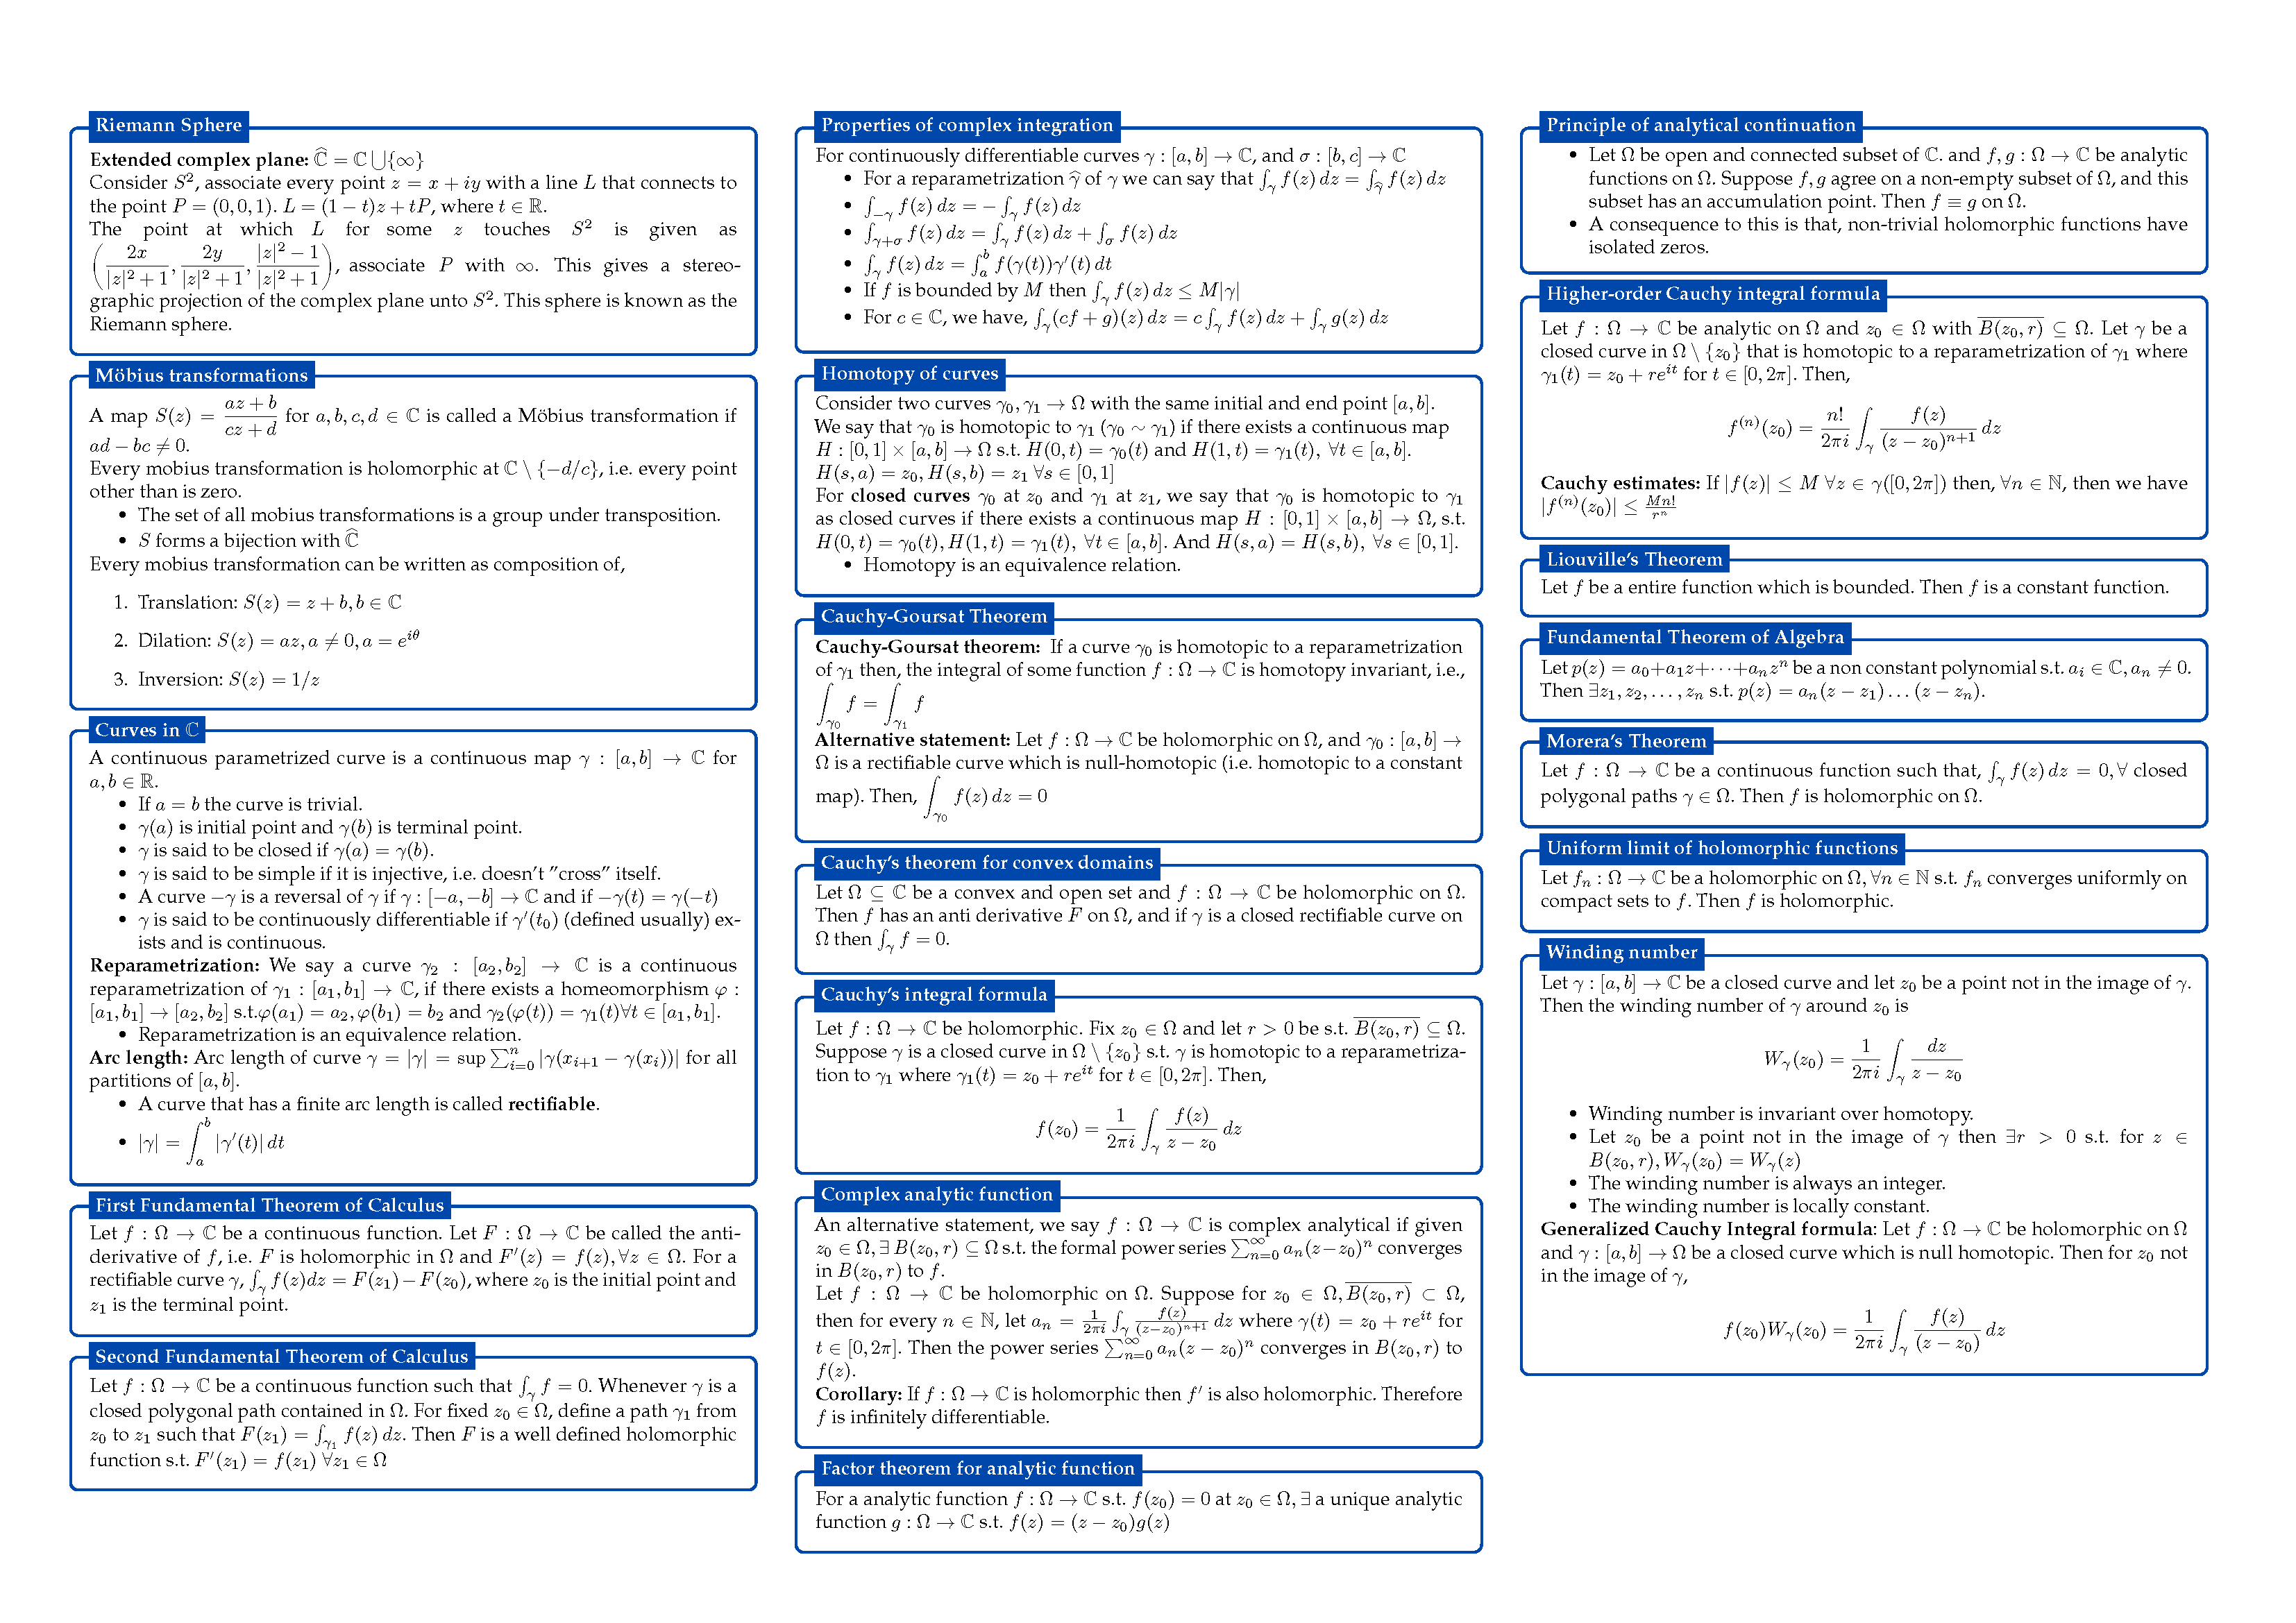 Riemann Sphere
Extended complex plane: $\widehat{\mathbb{C}} = \mathbb{C} \bigcup \{\infty\}$
Consider $S^2$, associate every point $z = x + iy$ with a line $L$ that connects to
the point $P = (0, 0, 1)$. $L = (1 - t)z + tP$, where $t \in \mathbb{R}$.
The point at which $L$ for some $z$ touches $S^2$ is given as
$\left(\dfrac{2x}{|z|^2+1}, \dfrac{2y}{|z|^2+1}, \dfrac{|z|^2-1}{|z|^2+1}\right)$, associate $P$ with $\infty$. This gives a stereo-
graphic projection of the complex plane unto $S^2$. This sphere is known as the
Riemann sphere.
Möbius transformations
A map $S(z) = \dfrac{az+b}{cz+d}$ for $a, b, c, d \in \mathbb{C}$ is called a Möbius transformation if
$ad - bc \neq 0$.
Every mobius transformation is holomorphic at $\mathbb{C} \setminus \{-d/c\}$, i.e. every point
other than is zero.
• The set of all mobius transformations is a group under transposition.
• $S$ forms a bijection with $\widehat{\mathbb{C}}$
Every mobius transformation can be written as composition of,
1. Translation: $S(z) = z + b, b \in \mathbb{C}$
2. Dilation: $S(z) = az, a \neq 0, a = e^{i\theta}$
3. Inversion: $S(z) = 1/z$
Curves in $\mathbb{C}$
A continuous parametrized curve is a continuous map $\gamma : [a, b] \to \mathbb{C}$ for
$a, b \in \mathbb{R}$.
• If $a = b$ the curve is trivial.
• $\gamma(a)$ is initial point and $\gamma(b)$ is terminal point.
• $\gamma$ is said to be closed if $\gamma(a) = \gamma(b)$.
• $\gamma$ is said to be simple if it is injective, i.e. doesn't ”cross” itself.
• A curve $-\gamma$ is a reversal of $\gamma$ if $\gamma : [-a, -b] \to \mathbb{C}$ and if $-\gamma(t) = \gamma(-t)$
• $\gamma$ is said to be continuously differentiable if $\gamma'(t_0)$ (defined usually) ex-
ists and is continuous.
Reparametrization: We say a curve $\gamma_2 : [a_2, b_2] \to \mathbb{C}$ is a continuous
reparametrization of $\gamma_1 : [a_1, b_1] \to \mathbb{C}$, if there exists a homeomorphism $\varphi :$
$[a_1, b_1] \to [a_2, b_2]$ s.t.$\varphi(a_1) = a_2, \varphi(b_1) = b_2$ and $\gamma_2(\varphi(t)) = \gamma_1(t) \forall t \in [a_1, b_1]$.
• Reparametrization is an equivalence relation.
Arc length: Arc length of curve $\gamma = |\gamma| = \sup \sum_{i=0}^{n} |\gamma(x_{i+1} - \gamma(x_i))|$ for all
partitions of $[a, b]$.
• A curve that has a finite arc length is called rectifiable.
• $|\gamma| = \displaystyle\int_a^b |\gamma'(t)|\, dt$
First Fundamental Theorem of Calculus
Let $f : \Omega \to \mathbb{C}$ be a continuous function. Let $F : \Omega \to \mathbb{C}$ be called the anti-
derivative of $f$, i.e. $F$ is holomorphic in $\Omega$ and $F'(z) = f(z), \forall z \in \Omega$. For a
rectifiable curve $\gamma$, $\int_\gamma f(z)dz = F(z_1) - F(z_0)$, where $z_0$ is the initial point and
$z_1$ is the terminal point.
Second Fundamental Theorem of Calculus
Let $f : \Omega \to \mathbb{C}$ be a continuous function such that $\int_\gamma f = 0$. Whenever $\gamma$ is a
closed polygonal path contained in $\Omega$. For fixed $z_0 \in \Omega$, define a path $\gamma_1$ from
$z_0$ to $z_1$ such that $F(z_1) = \int_{\gamma_1} f(z)\, dz$. Then $F$ is a well defined holomorphic
function s.t. $F'(z_1) = f(z_1)\ \forall z_1 \in \Omega$
Properties of complex integration
For continuously differentiable curves $\gamma : [a, b] \to \mathbb{C}$, and $\sigma : [b, c] \to \mathbb{C}$
• For a reparametrization $\widehat{\gamma}$ of $\gamma$ we can say that $\int_\gamma f(z)\, dz = \int_{\widehat{\gamma}} f(z)\, dz$
• $\int_{-\gamma} f(z)\, dz = -\int_\gamma f(z)\, dz$
• $\int_{\gamma+\sigma} f(z)\, dz = \int_\gamma f(z)\, dz + \int_\sigma f(z)\, dz$
• $\int_\gamma f(z)\, dz = \int_a^b f(\gamma(t))\gamma'(t)\, dt$
• If $f$ is bounded by $M$ then $\int_\gamma f(z)\, dz \leq M|\gamma|$
• For $c \in \mathbb{C}$, we have, $\int_\gamma (cf + g)(z)\, dz = c\int_\gamma f(z)\, dz + \int_\gamma g(z)\, dz$
Homotopy of curves
Consider two curves $\gamma_0, \gamma_1 \to \Omega$ with the same initial and end point $[a, b]$.
We say that $\gamma_0$ is homotopic to $\gamma_1$ ($\gamma_0 \sim \gamma_1$) if there exists a continuous map
$H : [0, 1] \times [a, b] \to \Omega$ s.t. $H(0, t) = \gamma_0(t)$ and $H(1, t) = \gamma_1(t),\ \forall t \in [a, b]$.
$H(s, a) = z_0, H(s, b) = z_1\ \forall s \in [0, 1]$
For closed curves $\gamma_0$ at $z_0$ and $\gamma_1$ at $z_1$, we say that $\gamma_0$ is homotopic to $\gamma_1$
as closed curves if there exists a continuous map $H : [0, 1] \times [a, b] \to \Omega$, s.t.
$H(0, t) = \gamma_0(t), H(1, t) = \gamma_1(t),\ \forall t \in [a, b]$. And $H(s, a) = H(s, b),\ \forall s \in [0, 1]$.
• Homotopy is an equivalence relation.
Cauchy-Goursat Theorem
Cauchy-Goursat theorem: If a curve $\gamma_0$ is homotopic to a reparametrization
of $\gamma_1$ then, the integral of some function $f : \Omega \to \mathbb{C}$ is homotopy invariant, i.e.,
$\displaystyle\int_{\gamma_0} f = \int_{\gamma_1} f$
Alternative statement: Let $f : \Omega \to \mathbb{C}$ be holomorphic on $\Omega$, and $\gamma_0 : [a, b] \to$
$\Omega$ is a rectifiable curve which is null-homotopic (i.e. homotopic to a constant
map). Then, $\displaystyle\int_{\gamma_0} f(z)\, dz = 0$
Cauchy's theorem for convex domains
Let $\Omega \subseteq \mathbb{C}$ be a convex and open set and $f : \Omega \to \mathbb{C}$ be holomorphic on $\Omega$.
Then $f$ has an anti derivative $F$ on $\Omega$, and if $\gamma$ is a closed rectifiable curve on
$\Omega$ then $\int_\gamma f = 0$.
Cauchy's integral formula
Let $f : \Omega \to \mathbb{C}$ be holomorphic. Fix $z_0 \in \Omega$ and let $r > 0$ be s.t. $\overline{B(z_0, r)} \subseteq \Omega$.
Suppose $\gamma$ is a closed curve in $\Omega \setminus \{z_0\}$ s.t. $\gamma$ is homotopic to a reparametriza-
tion to $\gamma_1$ where $\gamma_1(t) = z_0 + re^{it}$ for $t \in [0, 2\pi]$. Then,
$f(z_0) = \dfrac{1}{2\pi i} \displaystyle\int_\gamma \dfrac{f(z)}{z - z_0}\, dz$
Complex analytic function
An alternative statement, we say $f : \Omega \to \mathbb{C}$ is complex analytical if given
$z_0 \in \Omega, \exists\, B(z_0, r) \subseteq \Omega$ s.t. the formal power series $\sum_{n=0}^{\infty} a_n(z-z_0)^n$ converges
in $B(z_0, r)$ to $f$.
Let $f : \Omega \to \mathbb{C}$ be holomorphic on $\Omega$. Suppose for $z_0 \in \Omega, \overline{B(z_0, r)} \subset \Omega$,
then for every $n \in \mathbb{N}$, let $a_n = \frac{1}{2\pi i} \int_\gamma \frac{f(z)}{(z-z_0)^{n+1}}\, dz$ where $\gamma(t) = z_0 + re^{it}$ for
$t \in [0, 2\pi]$. Then the power series $\sum_{n=0}^{\infty} a_n(z - z_0)^n$ converges in $B(z_0, r)$ to
$f(z)$.
Corollary: If $f : \Omega \to \mathbb{C}$ is holomorphic then $f'$ is also holomorphic. Therefore
$f$ is infinitely differentiable.
Factor theorem for analytic function
For a analytic function $f : \Omega \to \mathbb{C}$ s.t. $f(z_0) = 0$ at $z_0 \in \Omega, \exists$ a unique analytic
function $g : \Omega \to \mathbb{C}$ s.t. $f(z) = (z - z_0)g(z)$
Principle of analytical continuation
• Let $\Omega$ be open and connected subset of $\mathbb{C}$. and $f, g : \Omega \to \mathbb{C}$ be analytic
functions on $\Omega$. Suppose $f, g$ agree on a non-empty subset of $\Omega$, and this
subset has an accumulation point. Then $f \equiv g$ on $\Omega$.
• A consequence to this is that, non-trivial holomorphic functions have
isolated zeros.
Higher-order Cauchy integral formula
Let $f : \Omega \to \mathbb{C}$ be analytic on $\Omega$ and $z_0 \in \Omega$ with $\overline{B(z_0, r)} \subseteq \Omega$. Let $\gamma$ be a
closed curve in $\Omega \setminus \{z_0\}$ that is homotopic to a reparametrization of $\gamma_1$ where
$\gamma_1(t) = z_0 + re^{it}$ for $t \in [0, 2\pi]$. Then,
$f^{(n)}(z_0) = \dfrac{n!}{2\pi i} \displaystyle\int_\gamma \dfrac{f(z)}{(z - z_0)^{n+1}}\, dz$
Cauchy estimates: If $|f(z)| \leq M\ \forall z \in \gamma([0, 2\pi])$ then, $\forall n \in \mathbb{N}$, then we have
$|f^{(n)}(z_0)| \leq \frac{Mn!}{r^n}$
Liouville's Theorem
Let $f$ be a entire function which is bounded. Then $f$ is a constant function.
Fundamental Theorem of Algebra
Let $p(z) = a_0 + a_1 z + \cdots + a_n z^n$ be a non constant polynomial s.t. $a_i \in \mathbb{C}, a_n \neq 0$.
Then $\exists z_1, z_2, \ldots, z_n$ s.t. $p(z) = a_n(z - z_1) \ldots (z - z_n)$.
Morera's Theorem
Let $f : \Omega \to \mathbb{C}$ be a continuous function such that, $\int_\gamma f(z)\, dz = 0, \forall$ closed
polygonal paths $\gamma \in \Omega$. Then $f$ is holomorphic on $\Omega$.
Uniform limit of holomorphic functions
Let $f_n : \Omega \to \mathbb{C}$ be a holomorphic on $\Omega, \forall n \in \mathbb{N}$ s.t. $f_n$ converges uniformly on
compact sets to $f$. Then $f$ is holomorphic.
Winding number
Let $\gamma : [a, b] \to \mathbb{C}$ be a closed curve and let $z_0$ be a point not in the image of $\gamma$.
Then the winding number of $\gamma$ around $z_0$ is
$W_\gamma(z_0) = \dfrac{1}{2\pi i} \displaystyle\int_\gamma \dfrac{dz}{z - z_0}$
• Winding number is invariant over homotopy.
• Let $z_0$ be a point not in the image of $\gamma$ then $\exists r > 0$ s.t. for $z \in$
$B(z_0, r), W_\gamma(z_0) = W_\gamma(z)$
• The winding number is always an integer.
• The winding number is locally constant.
Generalized Cauchy Integral formula: Let $f : \Omega \to \mathbb{C}$ be holomorphic on $\Omega$
and $\gamma : [a, b] \to \Omega$ be a closed curve which is null homotopic. Then for $z_0$ not
in the image of $\gamma$,
$f(z_0)W_\gamma(z_0) = \dfrac{1}{2\pi i} \displaystyle\int_\gamma \dfrac{f(z)}{(z - z_0)}\, dz$